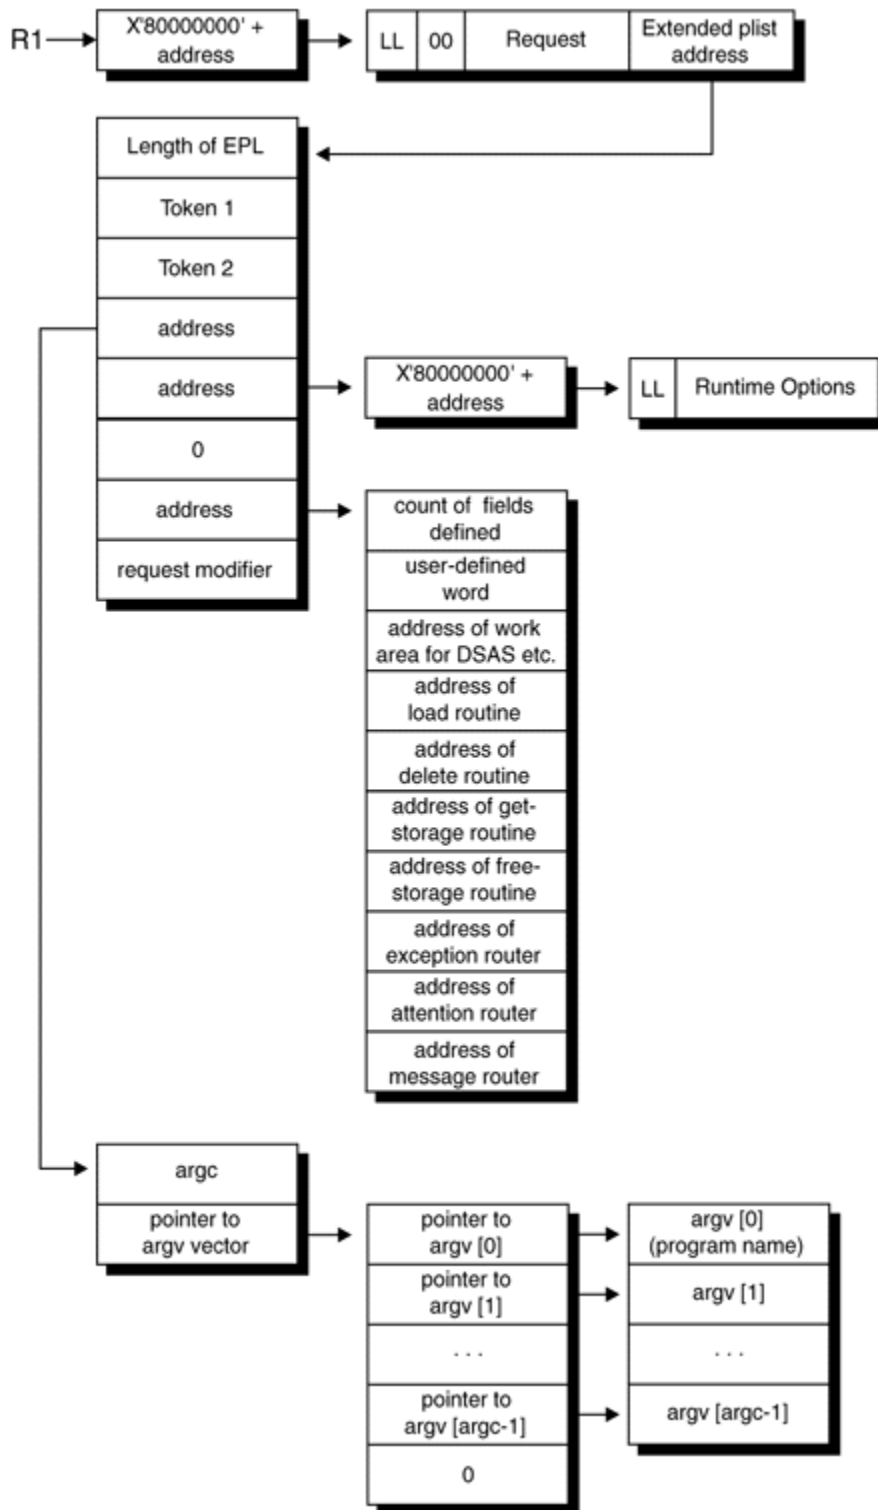 R1
X'80000000' +
address
LL
00
Request
Extended plist
address
Length of EPL
Token 1
Token 2
address
address
0
address
request modifier
X'80000000' +
address
LL
Runtime Options
count of fields
defined
user-defined
word
address of work
area for DSAS etc.
address of
load routine
address of
delete routine
address of get-
storage routine
address of free-
storage routine
address of
exception router
address of
attention router
address of
message router
argc
pointer to
argv vector
pointer to
argv [0]
pointer to
argv [1]
. . .
pointer to
argv [argc-1]
0
argv [0]
(program name)
argv [1]
. . .
argv [argc-1]